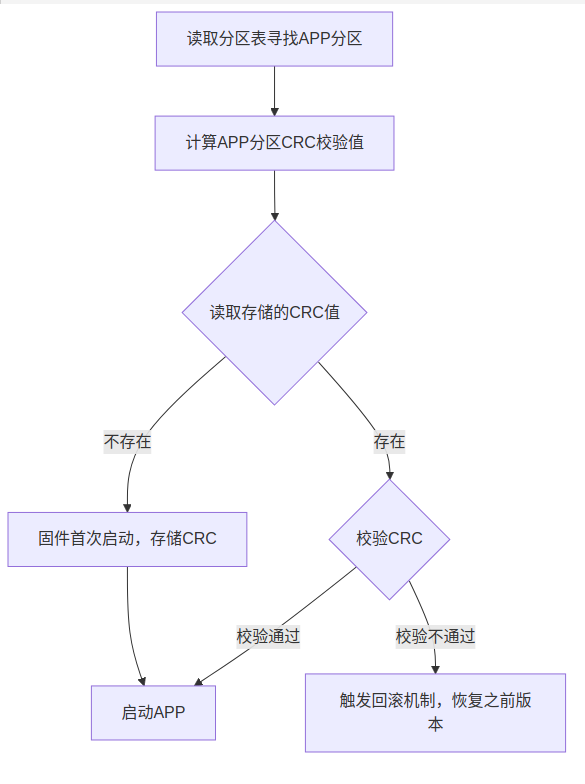 读取分区表寻找APP分区
计算APP分区CRC校验值
读取存储的CRC值
不存在
存在
固件首次启动，存储CRC
校验CRC
校验通过
校验不通过
启动APP
触发回滚机制，恢复之前版
本